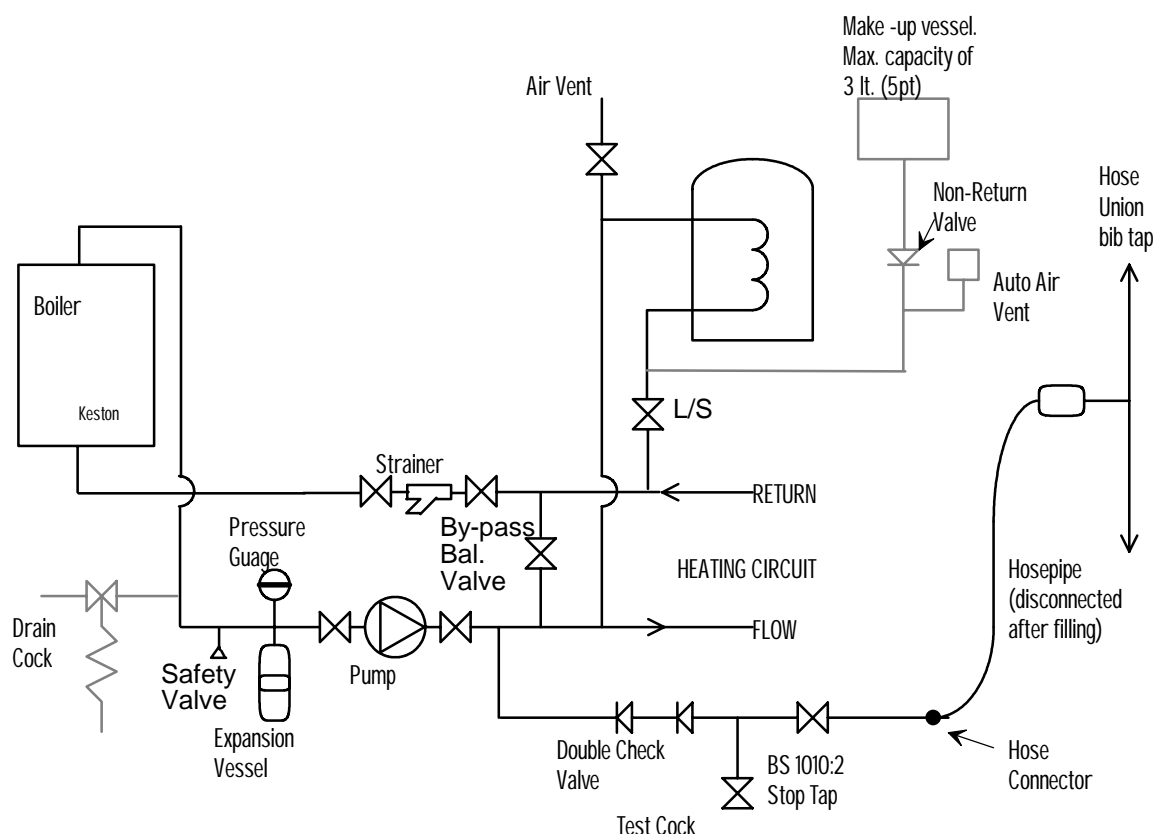 Make -up vessel.
Max. capacity of
3 lt. (5pt)
Air Vent
Non-Return
Valve
Hose
Union
bib tap
Auto Air
Vent
Boiler
Keston
L/S
Strainer
RETURN
By-pass
Bal.
Valve
Pressure
Guage
HEATING CIRCUIT
Hosepipe
(disconnected
after filling)
Drain
Cock
Safety
Valve
Pump
FLOW
Expansion
Vessel
Double Check
Valve
BS 1010:2
Stop Tap
Hose
Connector
Test Cock